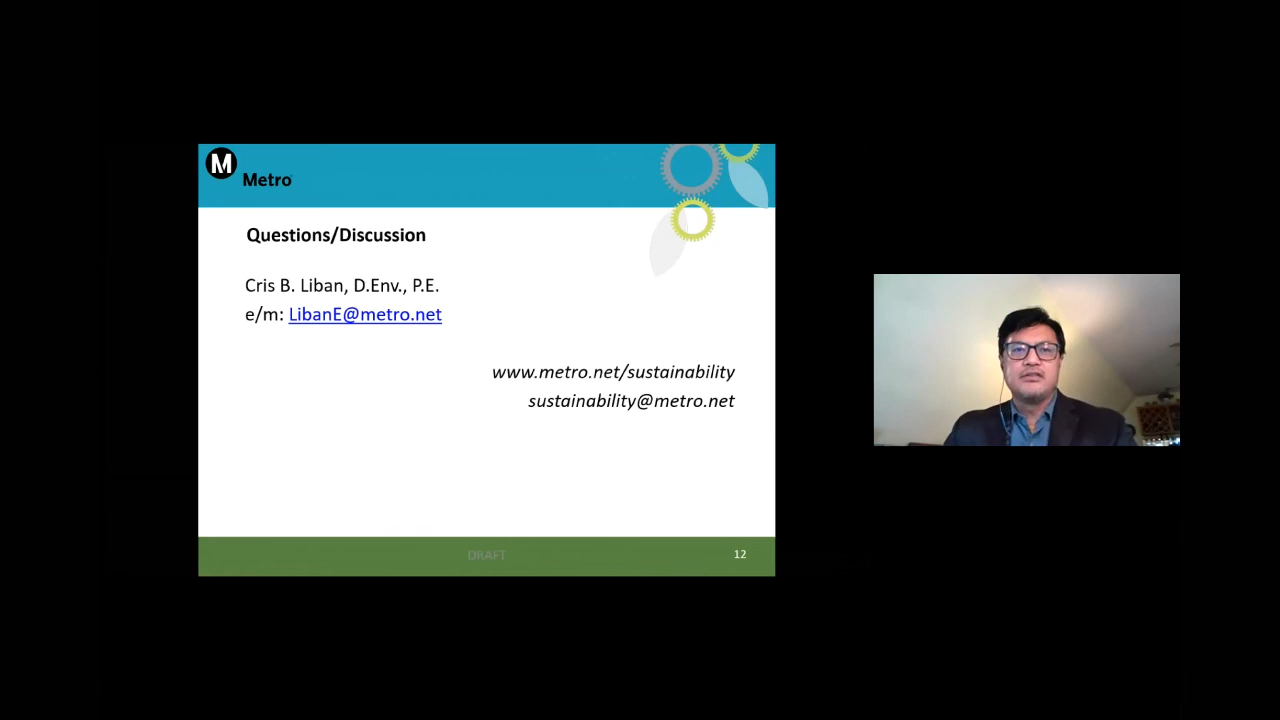 M
Metro
Questions/Discussion
Cris B. Liban, D.Env., P.E.
e/m: LibanE@metro.net
www.metro.net/sustainability
sustainability@metro.net
DRAFT
12